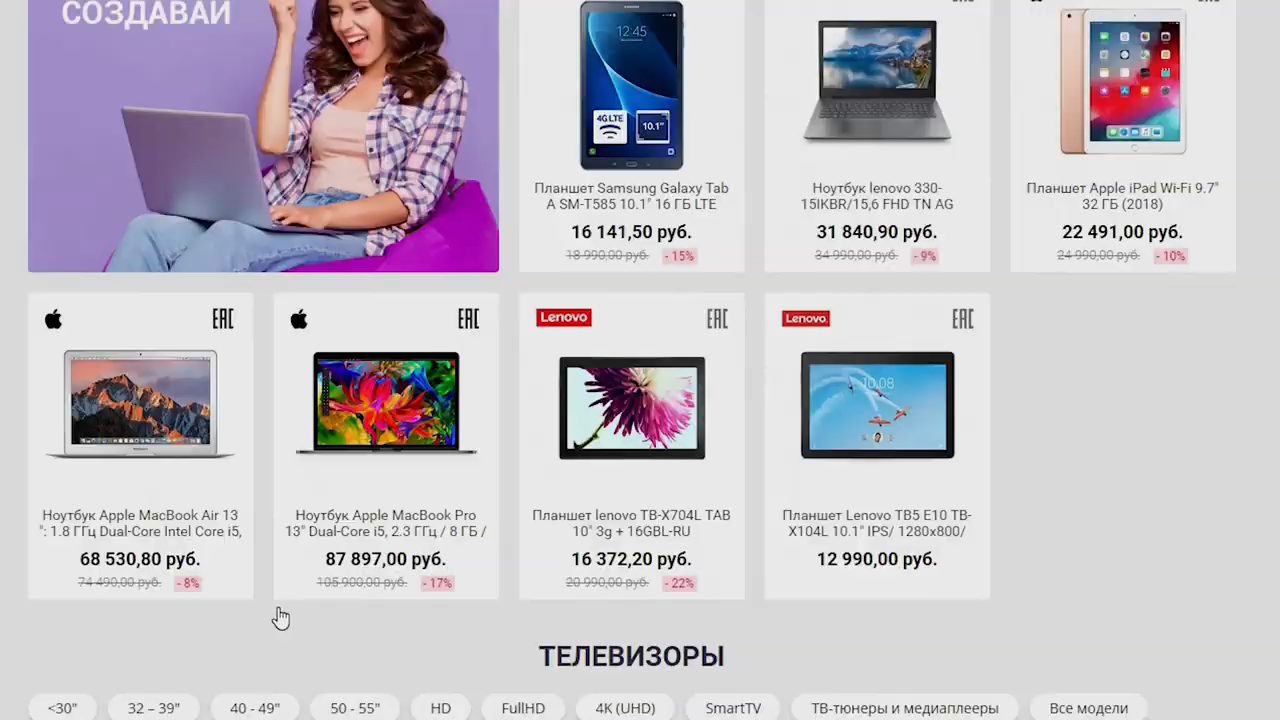 СОЗДАВАЙ
12:45
4G LTE
10.1"
Планшет Samsung Galaxy Tab
A SM-T585 10.1" 16 ГБ LTE
16 141,50 руб.
18 990,00 руб. - 15%
Ноутбук lenovo 330-
15IKBR/15,6 FHD TN AG
31 840,90 руб.
34 990,00 руб. - 9%
Планшет Apple iPad Wi-Fi 9.7"
32 ГБ (2018)
22 491,00 руб.
24 990,00 руб. - 10%
EAC
Ноутбук Apple MacBook Air 13
": 1.8 ГГц Dual-Core Intel Core i5,
68 530,80 руб.
74 490,00 руб. - 8%
EAC
Ноутбук Apple MacBook Pro
13" Dual-Core i5, 2.3 ГГц / 8 ГБ /
87 897,00 руб.
105 900,00 руб. - 17%
Lenovo EAC
Планшет lenovo TB-X704L TAB
10" 3g + 16GBL-RU
16 372,20 руб.
20 990,00 руб. - 22%
Lenovo EAC
10:08
Планшет Lenovo TB5 E10 TB-
X104L 10.1" IPS/ 1280x800/
12 990,00 руб.
ТЕЛЕВИЗОРЫ
<30" 32 – 39" 40 - 49" 50 - 55" HD FullHD 4K (UHD) SmartTV ТВ-тюнеры и медиаплееры Все модели